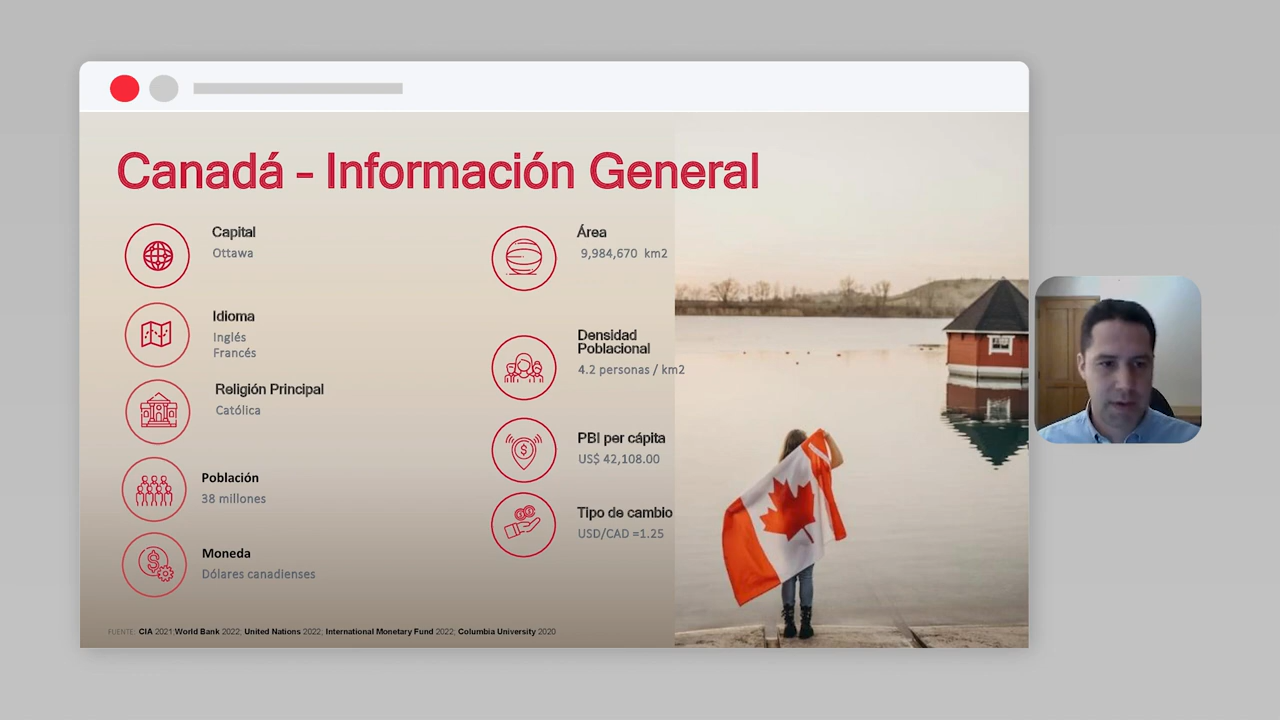 Canadá - Información General
Capital
Ottawa
Idioma
Inglés
Francés
Religión Principal
Católica
Población
38 millones
Moneda
Dólares canadienses
Área
9,984,670 km2
Densidad
Poblacional
4.2 personas / km2
PBI per cápita
US$ 42,108.00
Tipo de cambio
USD/CAD =1.25
FUENTE: CIA 2021;World Bank 2022; United Nations 2022; International Monetary Fund 2022; Columbia University 2020